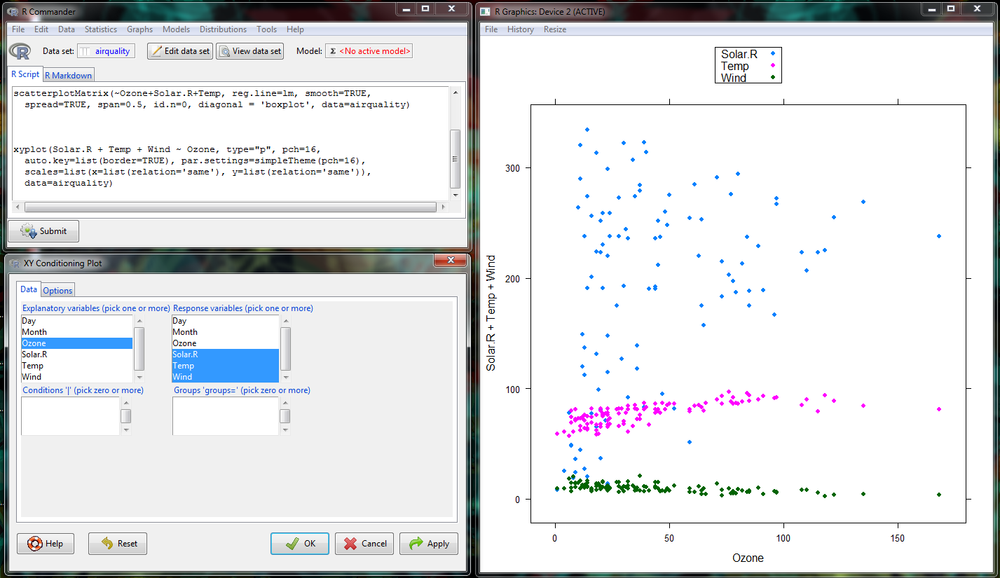 R Commander
File Edit Data Statistics Graphs Models Distributions Tools Help
R Data set: airquality Edit data set View data set Model: Σ <No active model>
R Script R Markdown
scatterplotMatrix(~Ozone+Solar.R+Temp, reg.line=lm, smooth=TRUE,
spread=TRUE, span=0.5, id.n=0, diagonal = 'boxplot', data=airquality)
xyplot(Solar.R + Temp + Wind ~ Ozone, type="p", pch=16,
auto.key=list(border=TRUE), par.settings=simpleTheme(pch=16),
scales=list(x=list(relation='same'), y=list(relation='same')),
data=airquality)
Submit
XY Conditioning Plot
Data Options
Explanatory variables (pick one or more) Response variables (pick one or more)
Day Day
Month Month
Ozone Ozone
Solar.R Solar.R
Temp Temp
Wind Wind
Conditions '|' (pick zero or more) Groups 'groups=' (pick zero or more)
Help Reset OK Cancel Apply
R Graphics: Device 2 (ACTIVE)
File History Resize
Solar.R
Temp
Wind
Solar.R + Temp + Wind
300
200
100
0
0 50 100 150
Ozone